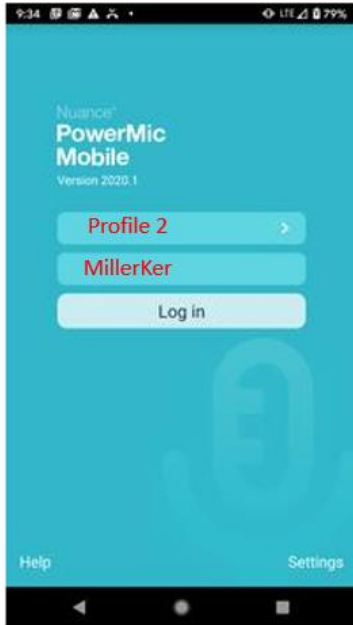 9:34 LTE 79%
Nuance®
PowerMic
Mobile
Version 2020.1
Profile 2
MillerKer
Log in
Help Settings